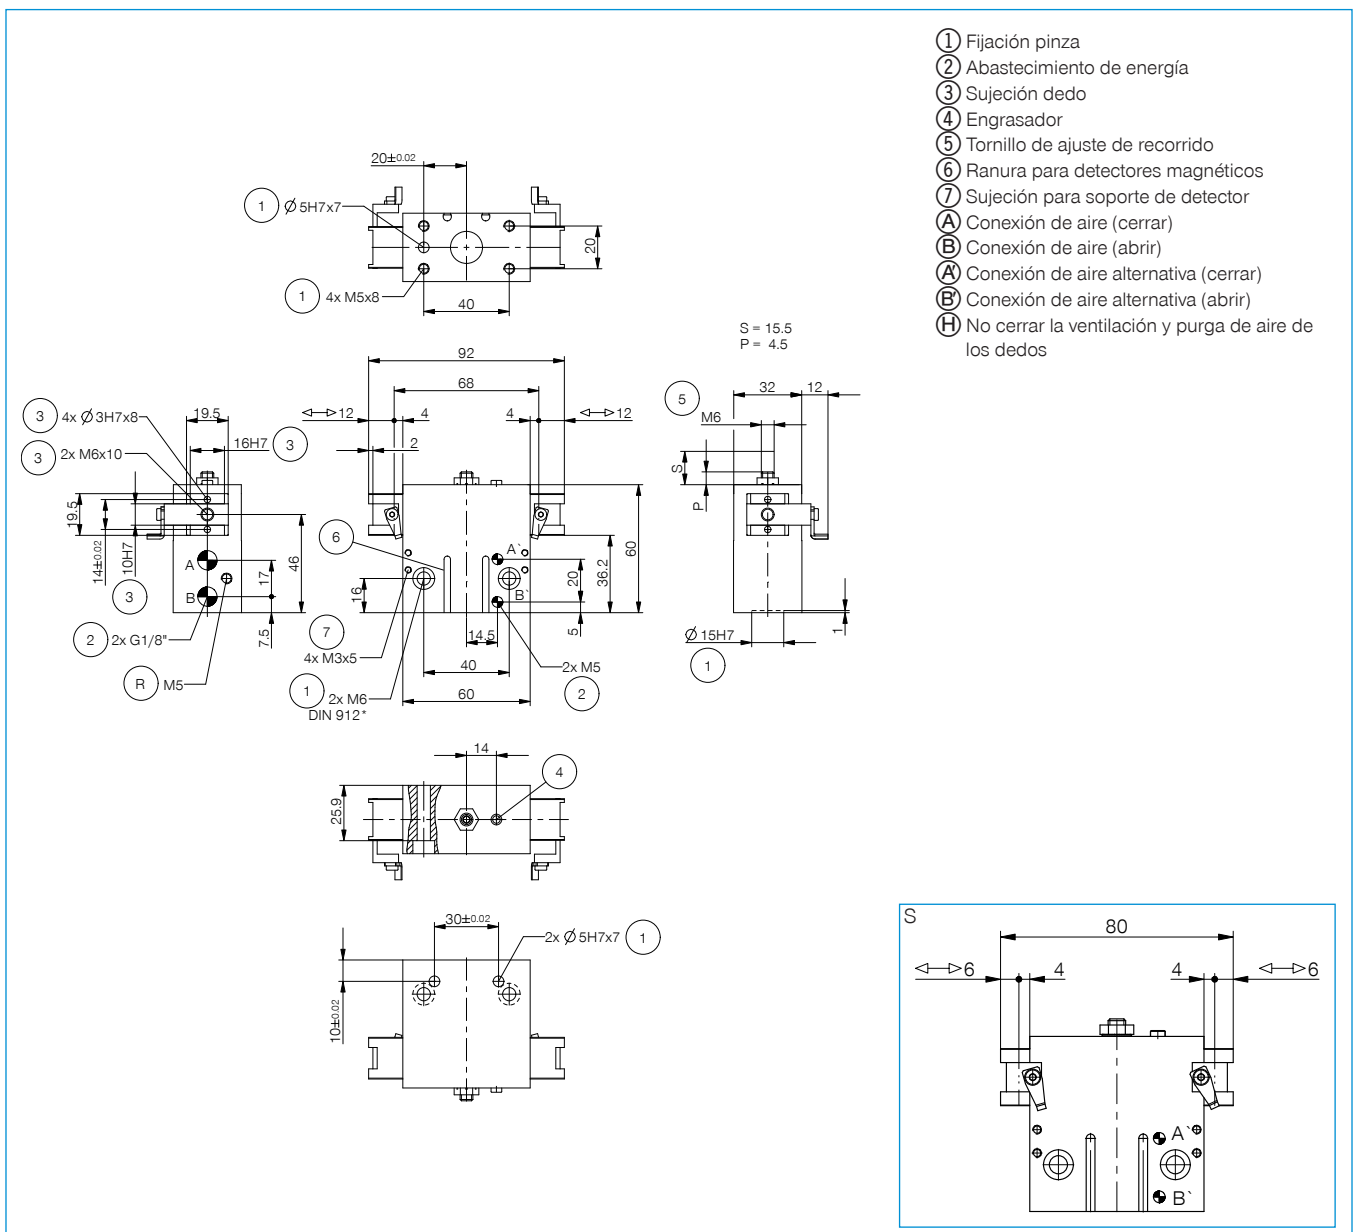 1 Fijación pinza
2 Abastecimiento de energía
3 Sujeción dedo
4 Engrasador
5 Tornillo de ajuste de recorrido
6 Ranura para detectores magnéticos
7 Sujeción para soporte de detector
A Conexión de aire (cerrar)
B Conexión de aire (abrir)
A' Conexión de aire alternativa (cerrar)
B' Conexión de aire alternativa (abrir)
H No cerrar la ventilación y purga de aire de
los dedos
20±0.02
1 Ø 5H7x7
20
1 4x M5x8
40
S = 15.5
P = 4.5
92
68
12 4
4 12
2
6
A`
B`
60
36.2
20
5
16
14.5
7
4x M3x5
40
1 2x M6
DIN 912*
60
2x M5
2
3 4x Ø 3H7x8
19.5
3 2x M6x10
16H7 3
19.5
14±0.02
10H7
3
A
B
46
17
7.5
2 2x G1/8"
R M5
5
M6
32 12
S
P
Ø 15H7
1
1
14
4
25.9
30±0.02
2x Ø 5H7x7 1
10±0.02
S
80
6 4
4 6
A`
B`